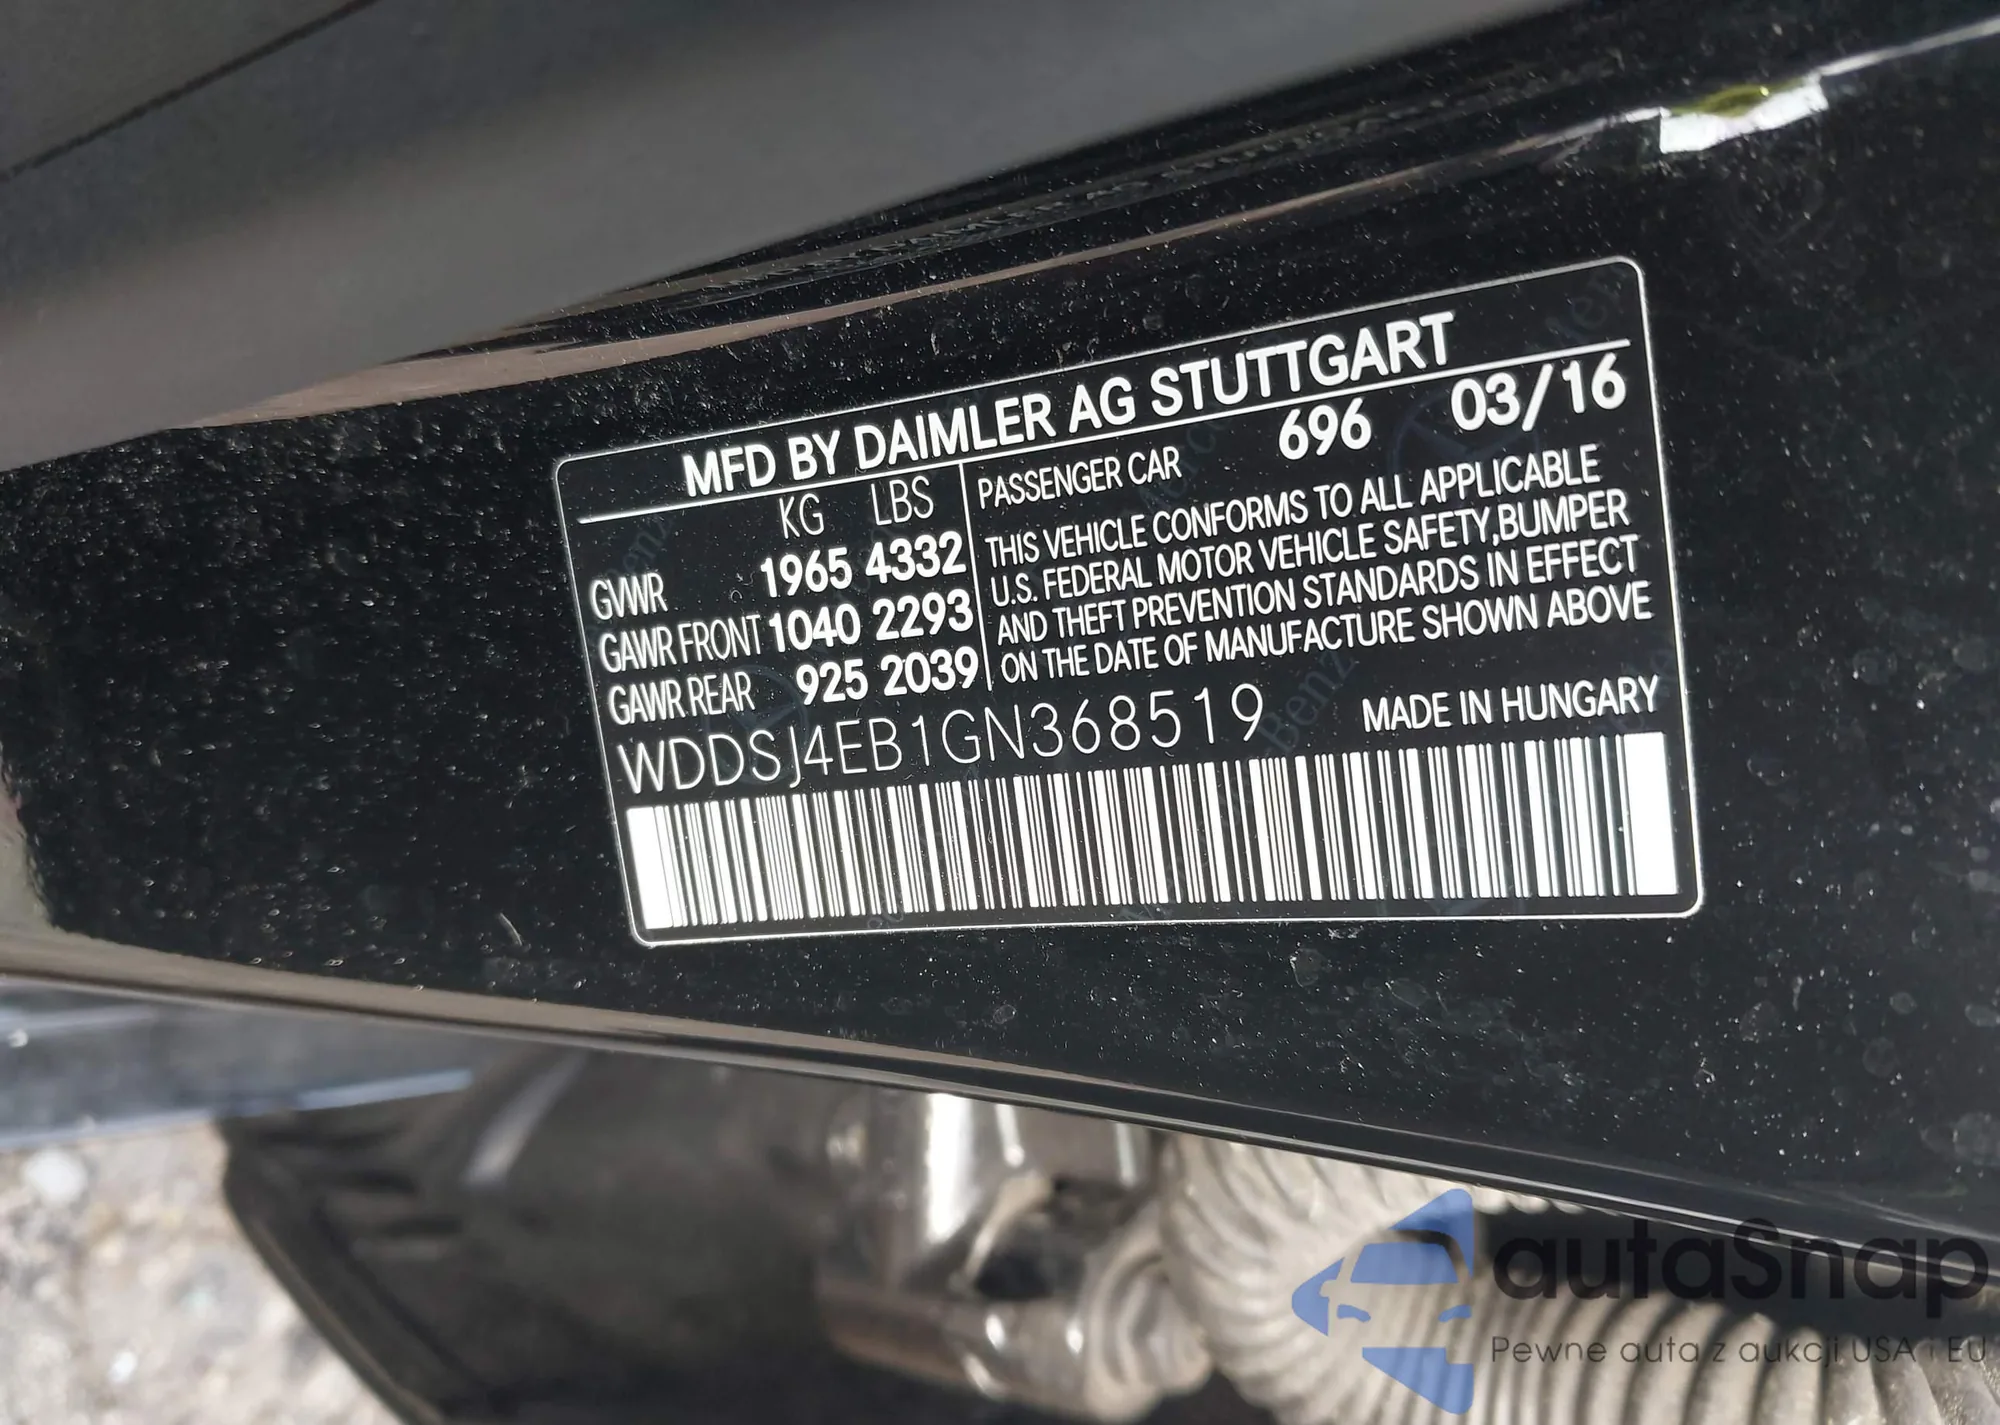 MFD BY DAIMLER AG STUTTGART
KG LBS
GVWR 1965 4332
GAWR FRONT 1040 2293
GAWR REAR 925 2039
PASSENGER CAR 696 03/16
THIS VEHICLE CONFORMS TO ALL APPLICABLE
U.S. FEDERAL MOTOR VEHICLE SAFETY,BUMPER
AND THEFT PREVENTION STANDARDS IN EFFECT
ON THE DATE OF MANUFACTURE SHOWN ABOVE
WDDSJ4EB1GN368519 MADE IN HUNGARY
autaSnap
Pewne auta z aukcji USA i EU